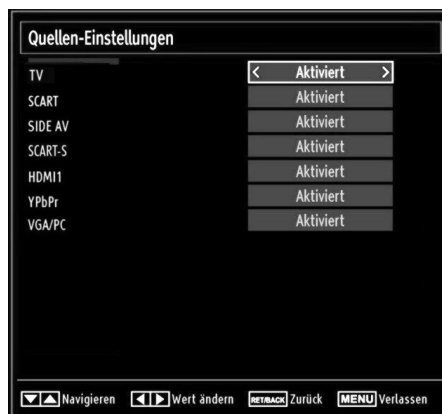 Quellen-Einstellungen
TV < Aktiviert >
SCART Aktiviert
SIDE AV Aktiviert
SCART-S Aktiviert
HDMI1 Aktiviert
YPbPr Aktiviert
VGA/PC Aktiviert
Navigieren Wert ändern RET/BACK Zurück MENU Verlassen